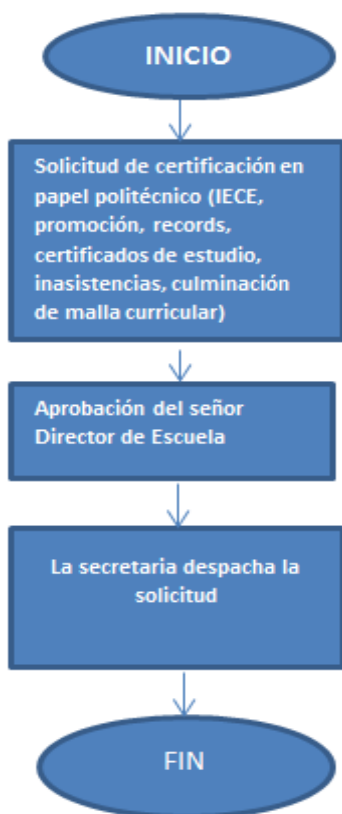 INICIO
Solicitud de certificación en
papel politécnico (IECE,
promoción, records,
certificados de estudio,
inasistencias, culminación
de malla curricular)
Aprobación del señor
Director de Escuela
La secretaria despacha la
solicitud
FIN